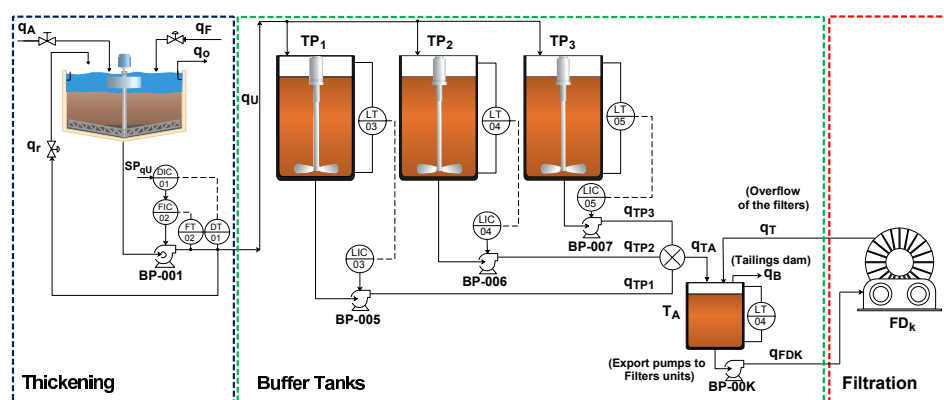 qA
qF
qo
qr
SPqU
DIC
01
FIC
02
FT
02
DT
01
BP-001
Thickening
qU
TP1
TP2
TP3
LT
03
LT
04
LT
05
LIC
03
LIC
04
LIC
05
BP-005
BP-006
BP-007
qTP3
qTP2
qTP1
qTA
(Overflow
of the filters)
qT
(Tailings dam)
qB
TA
LT
04
(Export pumps to
Filters units)
BP-00K
qFDK
Buffer Tanks
FDk
Filtration